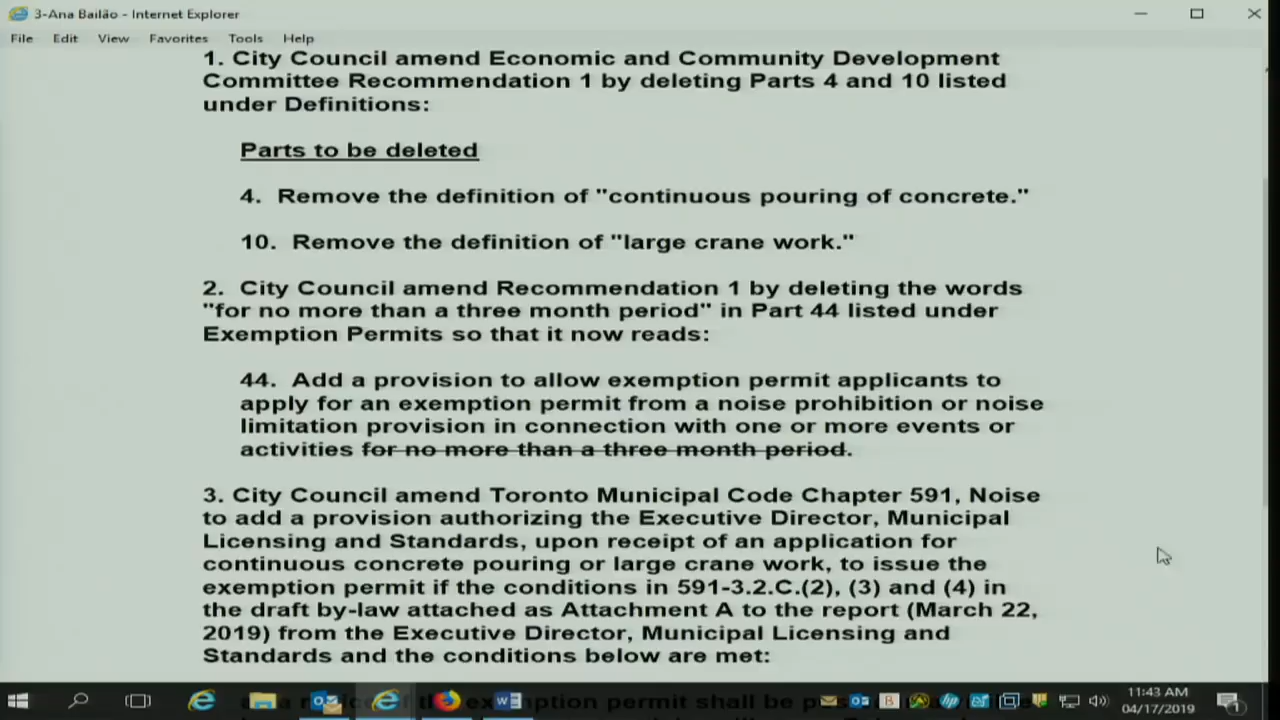 3-Ana Bailão - Internet Explorer
File Edit View Favorites Tools Help
1. City Council amend Economic and Community Development
Committee Recommendation 1 by deleting Parts 4 and 10 listed
under Definitions:
Parts to be deleted
4. Remove the definition of "continuous pouring of concrete."
10. Remove the definition of "large crane work."
2. City Council amend Recommendation 1 by deleting the words
"for no more than a three month period" in Part 44 listed under
Exemption Permits so that it now reads:
44. Add a provision to allow exemption permit applicants to
apply for an exemption permit from a noise prohibition or noise
limitation provision in connection with one or more events or
activities for no more than a three month period.
3. City Council amend Toronto Municipal Code Chapter 591, Noise
to add a provision authorizing the Executive Director, Municipal
Licensing and Standards, upon receipt of an application for
continuous concrete pouring or large crane work, to issue the
exemption permit if the conditions in 591-3.2.C.(2), (3) and (4) in
the draft by-law attached as Attachment A to the report (March 22,
2019) from the Executive Director, Municipal Licensing and
Standards and the conditions below are met:
exemption permit shall be
11:43 AM
04/17/2019